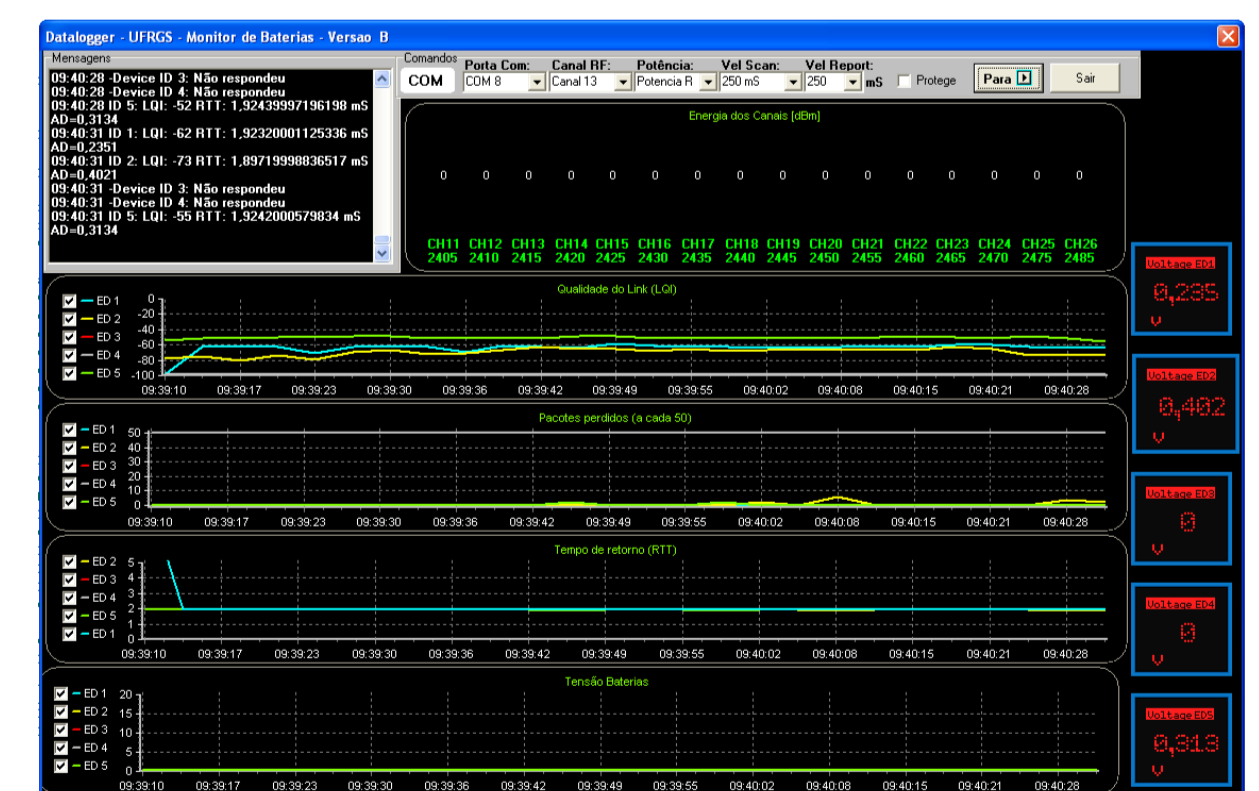 Datalogger - UFRGS - Monitor de Baterias - Versao B
Mensagens
09:40:28 -Device ID 3: Não respondeu
09:40:28 -Device ID 4: Não respondeu
09:40:28 ID 5: LQI: -52 RTT: 1,92439997196198 mS
AD=0,3134
09:40:31 ID 1: LQI: -62 RTT: 1,92320001125336 mS
AD=0,2351
09:40:31 ID 2: LQI: -73 RTT: 1,89719998836517 mS
AD=0,4021
09:40:31 -Device ID 3: Não respondeu
09:40:31 -Device ID 4: Não respondeu
09:40:31 ID 5: LQI: -55 RTT: 1,9242000579834 mS
AD=0,3134
Comandos
Porta Com: Canal RF: Potência: Vel Scan: Vel Report:
COM COM 8 Canal 13 Potencia R 250 mS 250 mS Protege Para Sair
Energia dos Canais [dBm]
0 0 0 0 0 0 0 0 0 0 0 0 0 0 0 0
CH11 CH12 CH13 CH14 CH15 CH16 CH17 CH18 CH19 CH20 CH21 CH22 CH23 CH24 CH25 CH26
2405 2410 2415 2420 2425 2430 2435 2440 2445 2450 2455 2460 2465 2470 2475 2485
Qualidade do Link (LQI)
ED 1
ED 2
ED 3
ED 4
ED 5
0
-20
-40
-60
-80
-100
09:39:10 09:39:17 09:39:23 09:39:30 09:39:36 09:39:42 09:39:49 09:39:55 09:40:02 09:40:08 09:40:15 09:40:21 09:40:28
Pacotes perdidos (a cada 50)
ED 1
ED 2
ED 3
ED 4
ED 5
50
40
30
20
10
0
09:39:10 09:39:17 09:39:23 09:39:30 09:39:36 09:39:42 09:39:49 09:39:55 09:40:02 09:40:08 09:40:15 09:40:21 09:40:28
Tempo de retorno (RTT)
ED 2
ED 3
ED 4
ED 5
ED 1
5
4
3
2
1
0
09:39:10 09:39:17 09:39:23 09:39:30 09:39:36 09:39:42 09:39:49 09:39:55 09:40:02 09:40:08 09:40:15 09:40:21 09:40:28
Tensão Baterias
ED 1
ED 2
ED 3
ED 4
ED 5
20
15
10
5
0
09:39:10 09:39:17 09:39:23 09:39:30 09:39:36 09:39:42 09:39:49 09:39:55 09:40:02 09:40:08 09:40:15 09:40:21 09:40:28
Voltage ED1
0,235
V
Voltage ED2
0,402
V
Voltage ED3
0
V
Voltage ED4
0
V
Voltage ED5
0,313
V